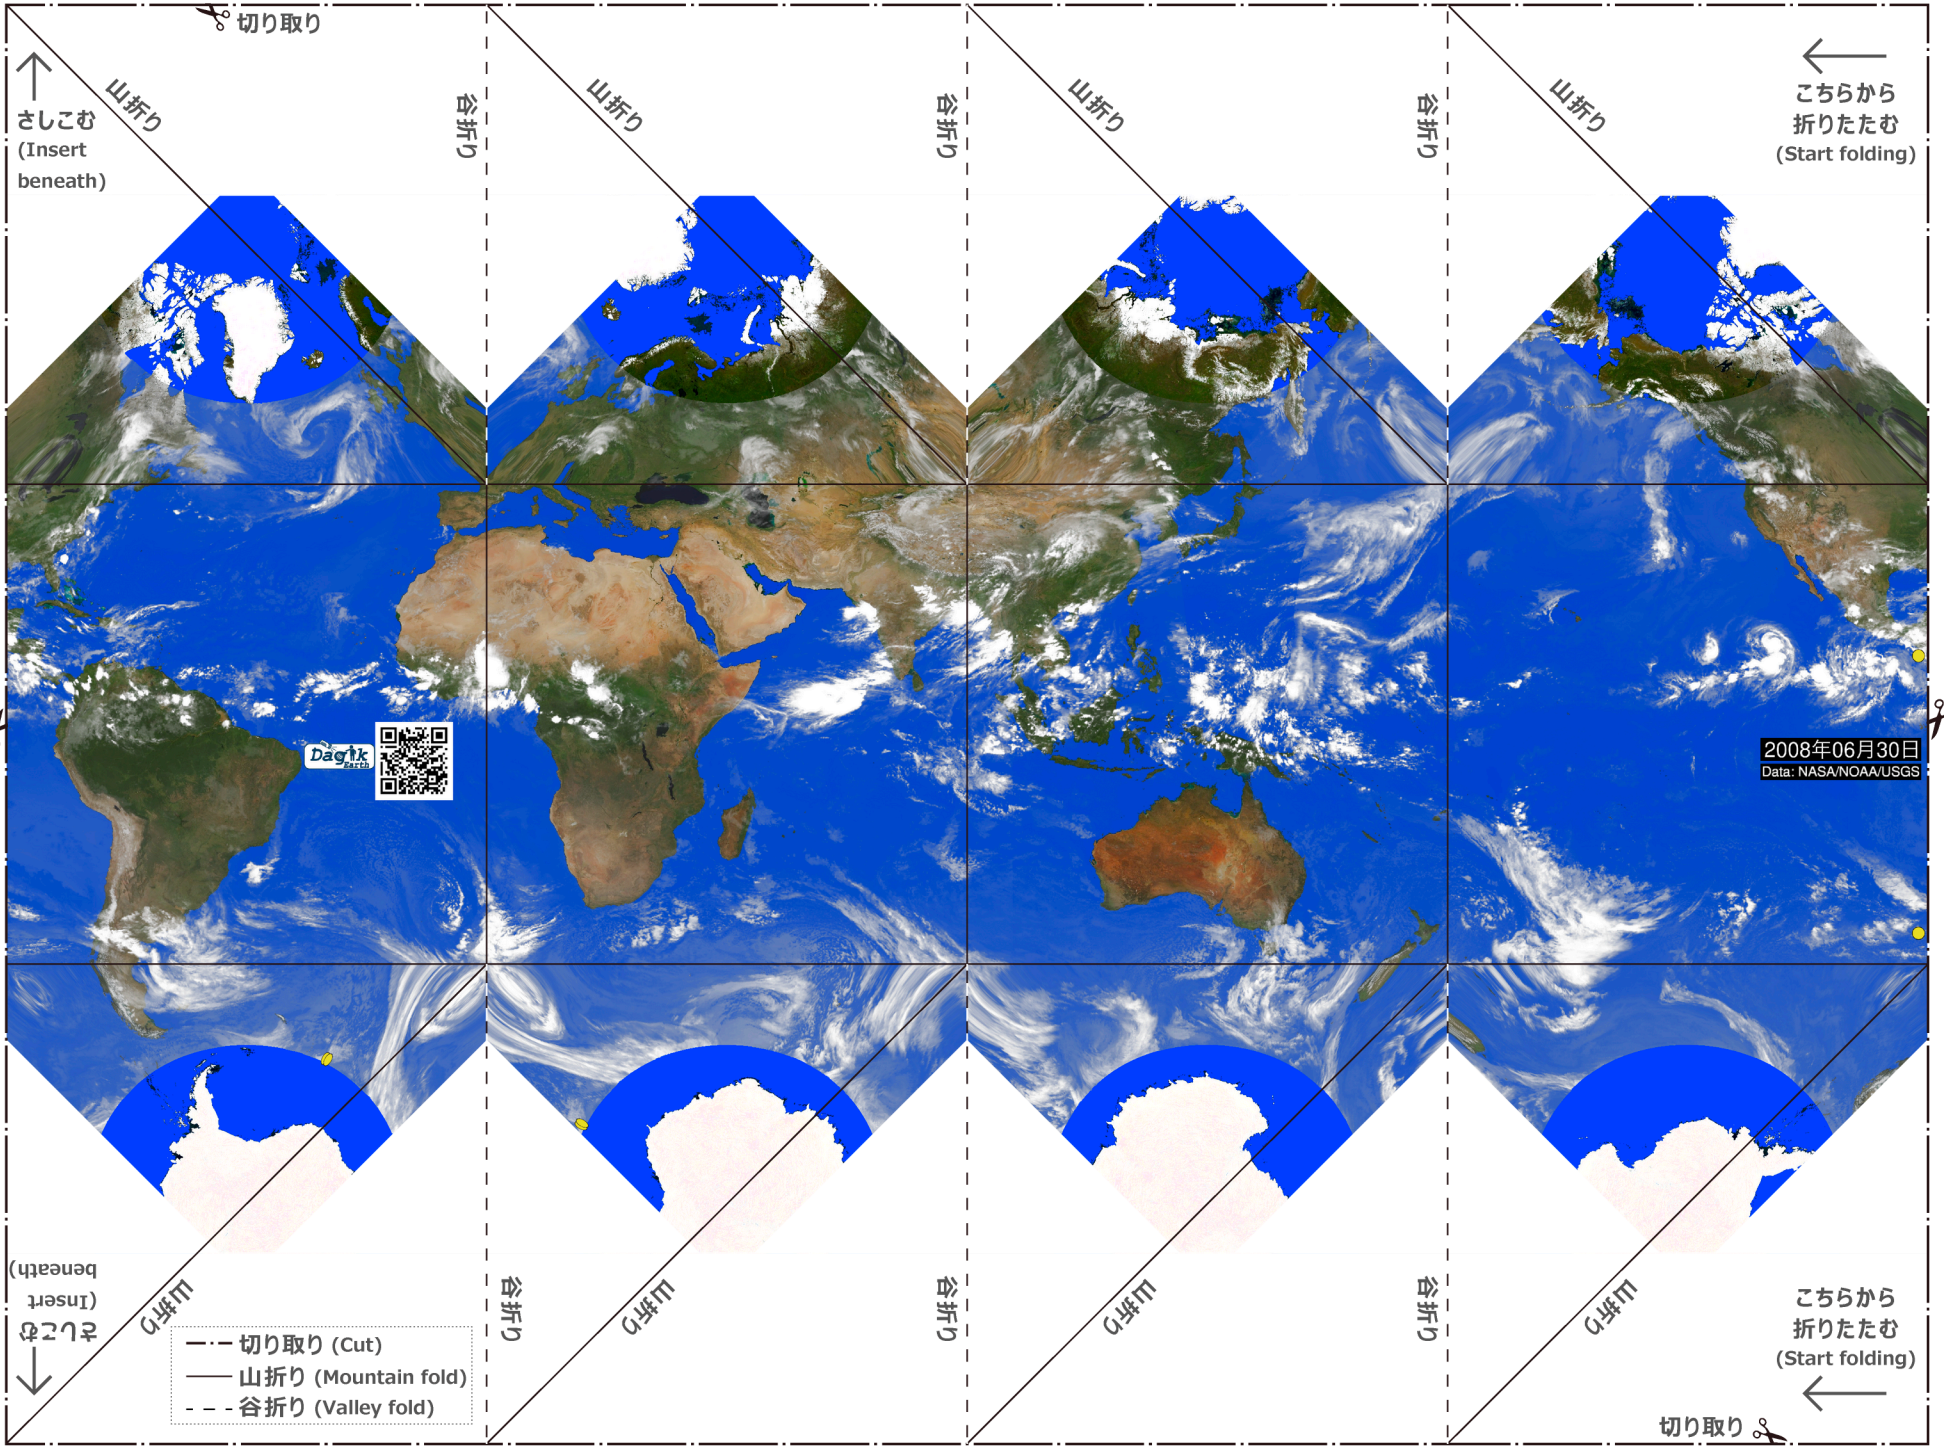 切り取り
山折り
谷折り
山折り
谷折り
山折り
谷折り
山折り
さしこむ
(Insert
beneath)
こちらから
折りたたむ
(Start folding)
Dagik
Earth
2008年06月30日
Data: NASA/NOAA/USGS
さしこむ
(Insert
beneath)
山折り
谷折り
山折り
谷折り
山折り
谷折り
山折り
切り取り (Cut)
山折り (Mountain fold)
谷折り (Valley fold)
こちらから
折りたたむ
(Start folding)
切り取り